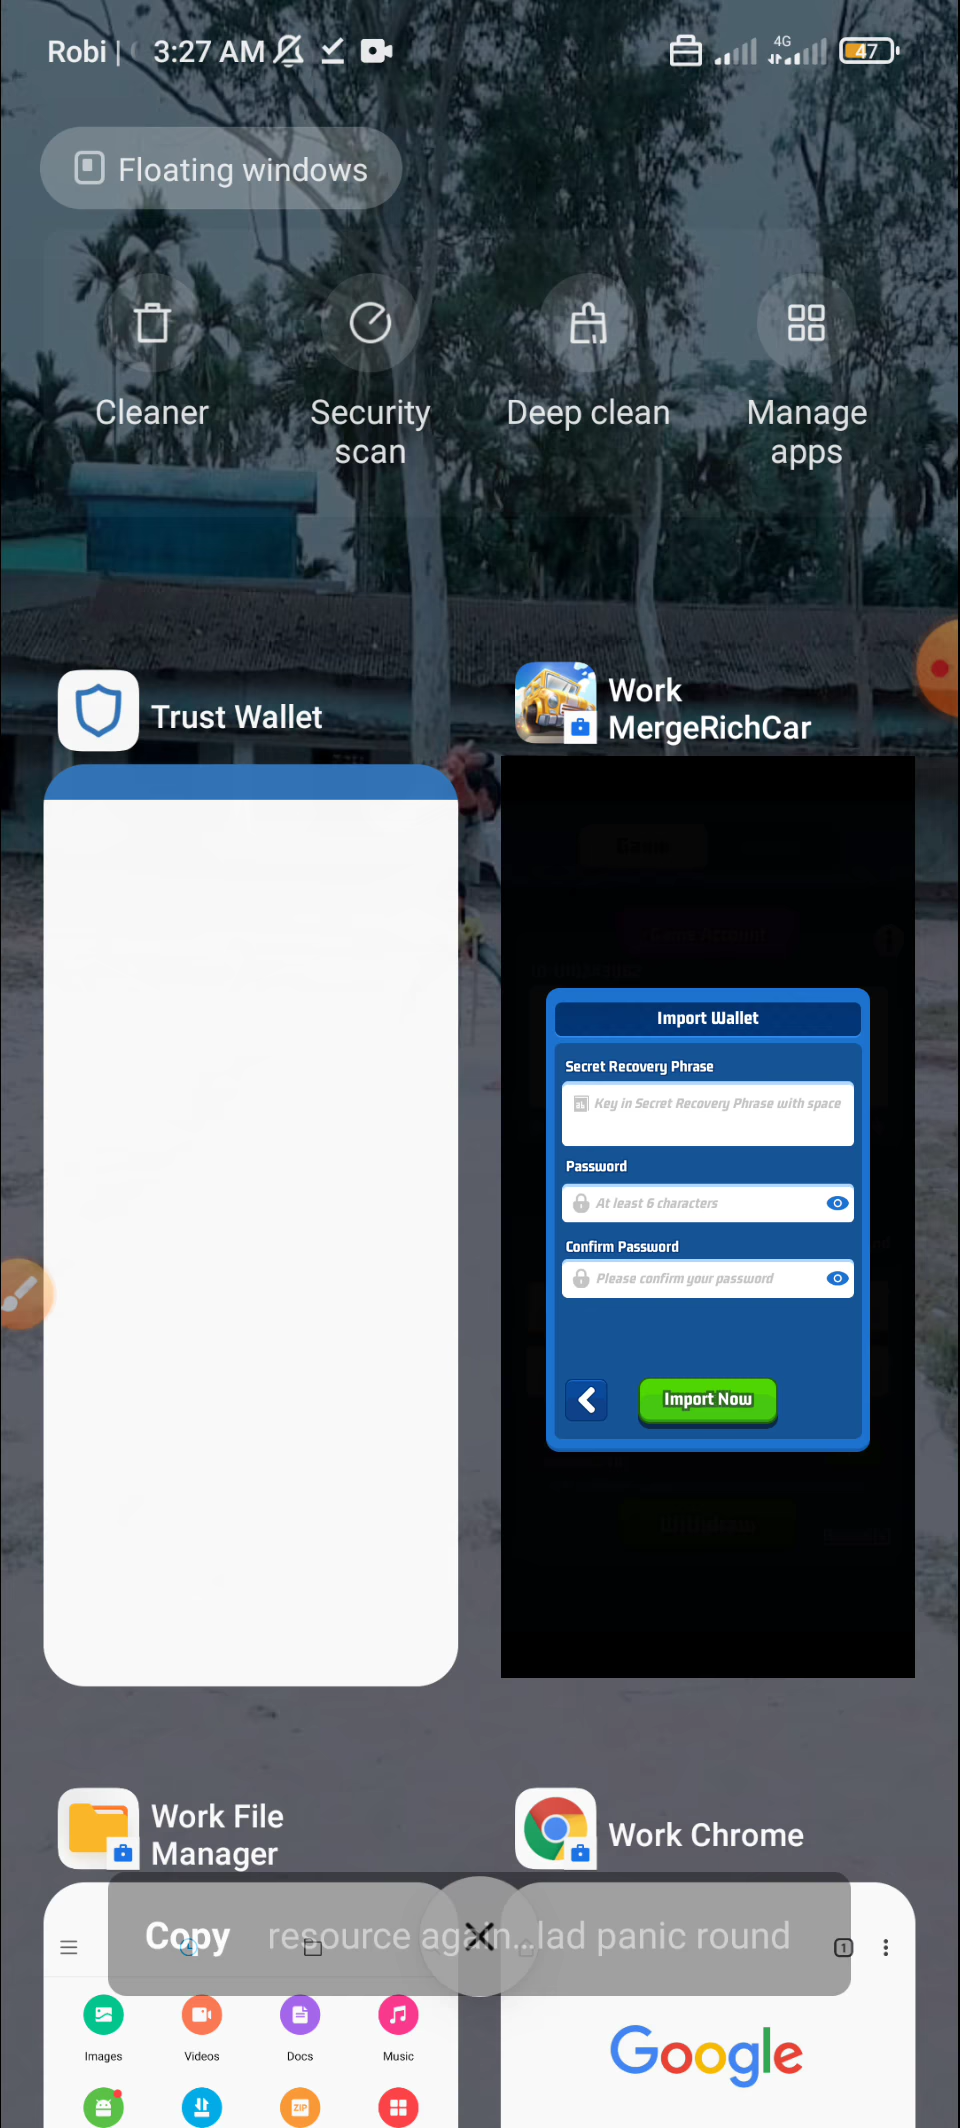 Robi | 3:27 AM 4G 47
Floating windows
Cleaner
Security
scan
Deep clean
Manage
apps
Trust Wallet
Work
MergeRichCar
Import Wallet
Secret Recovery Phrase
Key in Secret Recovery Phrase with space
Password
At least 6 characters
Confirm Password
Please confirm your password
Import Now
Withdraw
Work File
Manager
Work Chrome
Copy resource again...lad panic round
1
Images Videos Docs Music
ZIP
Google